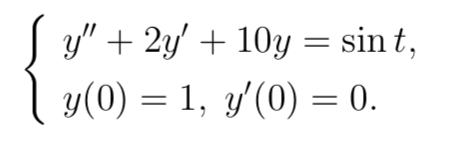 y'' + 2y' + 10y = sin t,
y(0) = 1, y'(0) = 0.